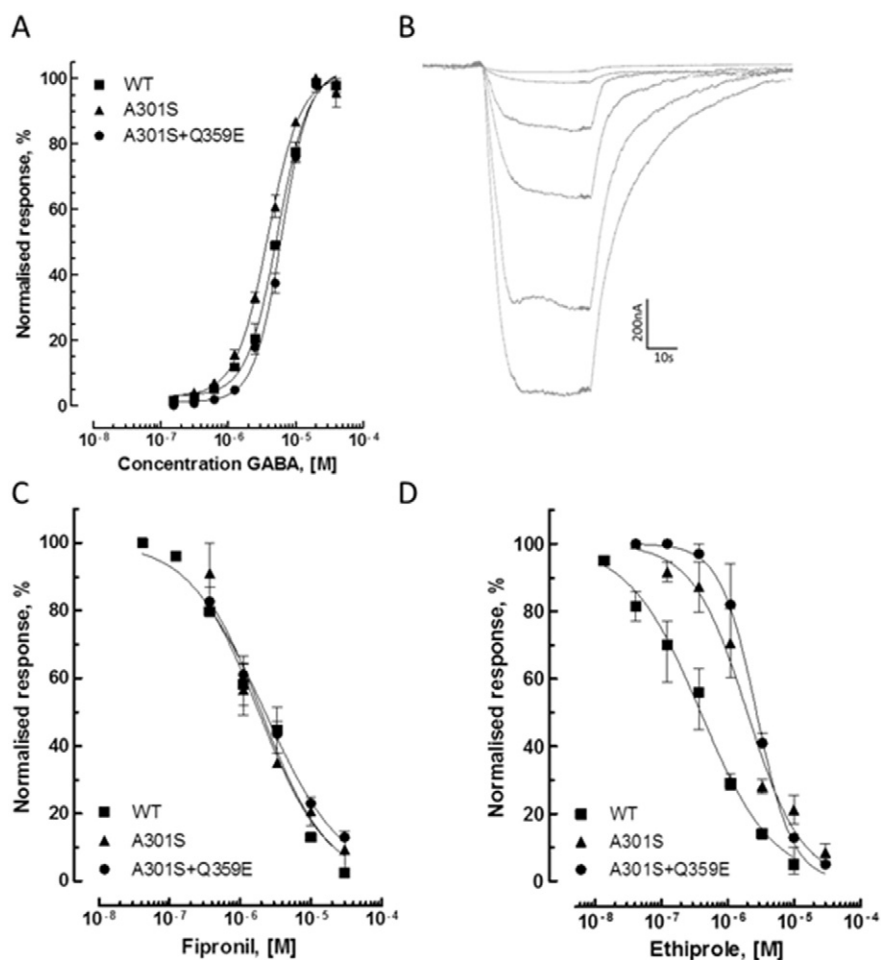 A
100
80
60
40
20
0
Normalised response, %
WT
A301S
A301S+Q359E
10-8
10-7
10-6
10-5
10-4
Concentration GABA, [M]
B
200nA
10s
C
100
80
60
40
20
0
Normalised response, %
WT
A301S
A301S+Q359E
10-8
10-7
10-6
10-5
10-4
Fipronil, [M]
D
100
80
60
40
20
0
Normalised response, %
WT
A301S
A301S+Q359E
10-8
10-7
10-6
10-5
10-4
Ethiprole, [M]